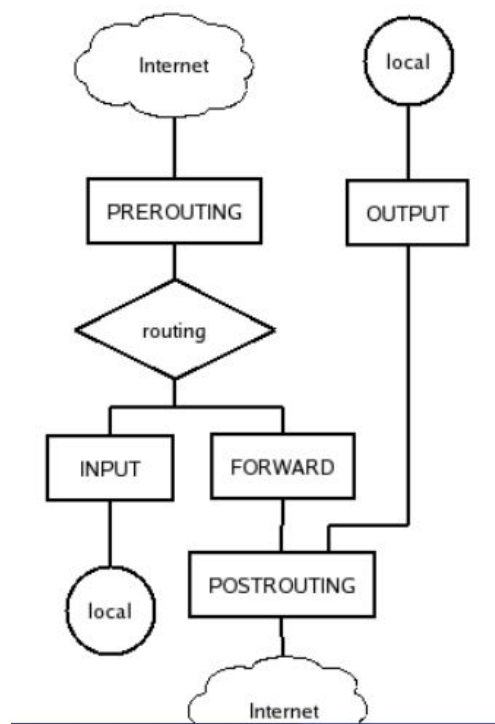 Internet
local
PREROUTING
OUTPUT
routing
INPUT
FORWARD
POSTROUTING
local
Internet